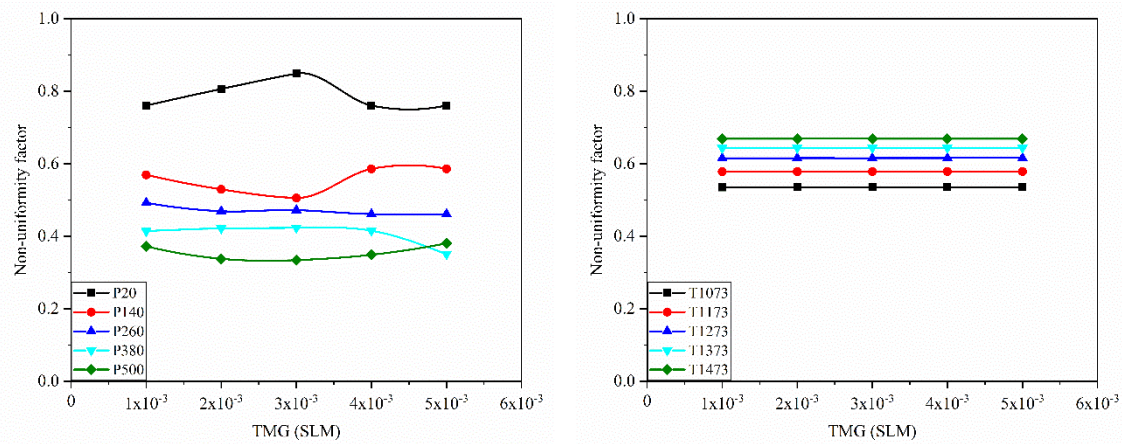 1.0
0.8
0.6
0.4
0.2
0.0
Non-uniformity factor
P20
P140
P260
P380
P500
0
1x10⁻³
2x10⁻³
3x10⁻³
4x10⁻³
5x10⁻³
6x10⁻³
TMG (SLM)
1.0
0.8
0.6
0.4
0.2
0.0
Non-uniformity factor
T1073
T1173
T1273
T1373
T1473
0
1x10⁻³
2x10⁻³
3x10⁻³
4x10⁻³
5x10⁻³
6x10⁻³
TMG (SLM)